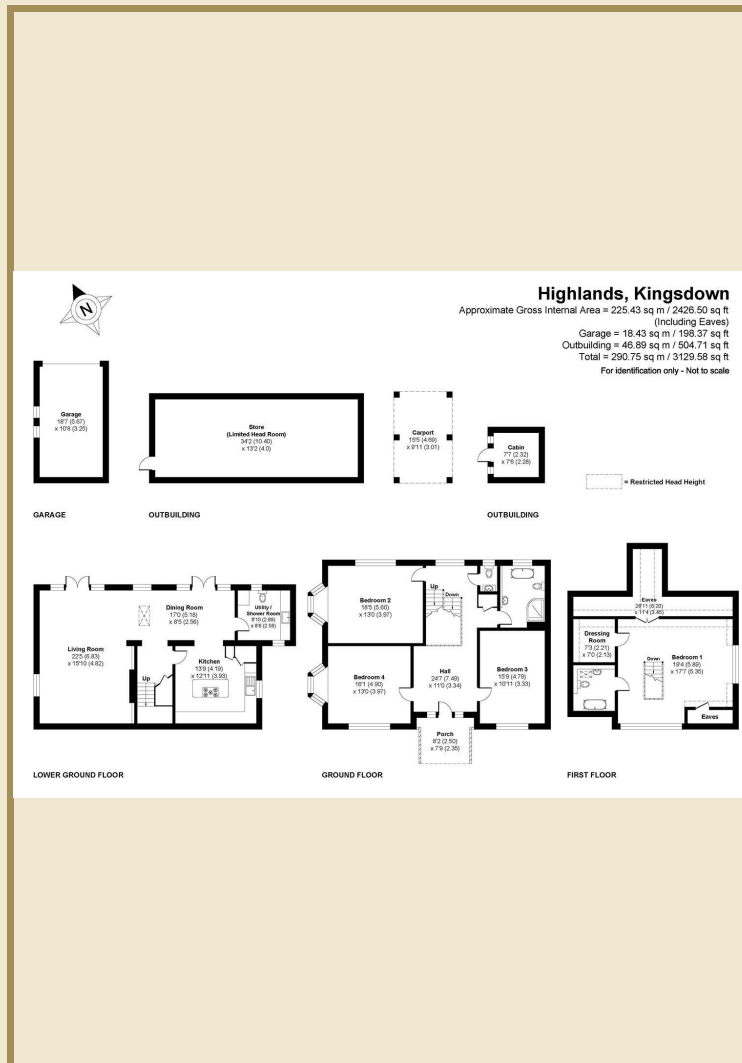 N
Highlands, Kingsdown
Approximate Gross Internal Area = 225.43 sq m / 2426.50 sq ft
(Including Eaves)
Garage = 18.43 sq m / 198.37 sq ft
Outbuilding = 46.89 sq m / 504.71 sq ft
Total = 290.75 sq m / 3129.58 sq ft
For identification only - Not to scale
Garage
18'7 (5.67)
x 10'8 (3.25)
Store
(Limited Head Room)
34'2 (10.40)
x 13'2 (4.0)
Carport
15'5 (4.69)
x 9'11 (3.01)
Cabin
7'7 (2.32)
x 7'6 (2.28)
= Restricted Head Height
GARAGE
OUTBUILDING
OUTBUILDING
Dining Room
17'0 (5.18)
x 8'5 (2.56)
Utility /
Shower Room
8'10 (2.69)
x 8'6 (2.58)
Living Room
22'5 (6.83)
x 15'10 (4.82)
Kitchen
13'9 (4.19)
x 12'11 (3.93)
Up
LOWER GROUND FLOOR
Bedroom 2
18'5 (5.60)
x 13'0 (3.97)
Up
Down
Bedroom 4
16'1 (4.90)
x 13'0 (3.97)
Hall
24'7 (7.49)
x 11'0 (3.34)
Bedroom 3
15'9 (4.79)
x 10'11 (3.33)
Porch
8'2 (2.50)
x 7'9 (2.35)
GROUND FLOOR
Eaves
x 11'4 (3.45)
Dressing
Room
7'3 (2.21)
x 7'0 (2.13)
Down
Bedroom 1
19'4 (5.89)
x 17'7 (5.35)
Eaves
FIRST FLOOR